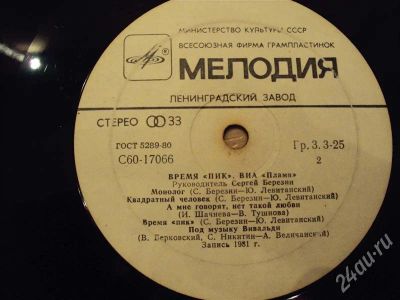 МИНИСТЕРСТВО КУЛЬТУРЫ СССР
ВСЕСОЮЗНАЯ ФИРМА ГРАМПЛАСТИНОК
МЕЛОДИЯ
ЛЕНИНГРАДСКИЙ ЗАВОД
СТЕРЕО 33
ГОСТ 5289-80
Гр. 3. 3-25
С60-17066
2
ВРЕМЯ «ПИК». ВИА «Пламя»
Руководитель Сергей Березин
Монолог (С. Березин—Ю. Левитанский)
Квадратный человек (С. Березин—Ю. Левитанский)
А мне говорят, нет такой любви
(И. Шачнева—В. Тушнова)
Время «пик» (С. Березин—Ю. Левитанский)
Под музыку Вивальди
(В. Берковский, С. Никитин—А. Величанский)
Запись 1981 г.
24au.ru